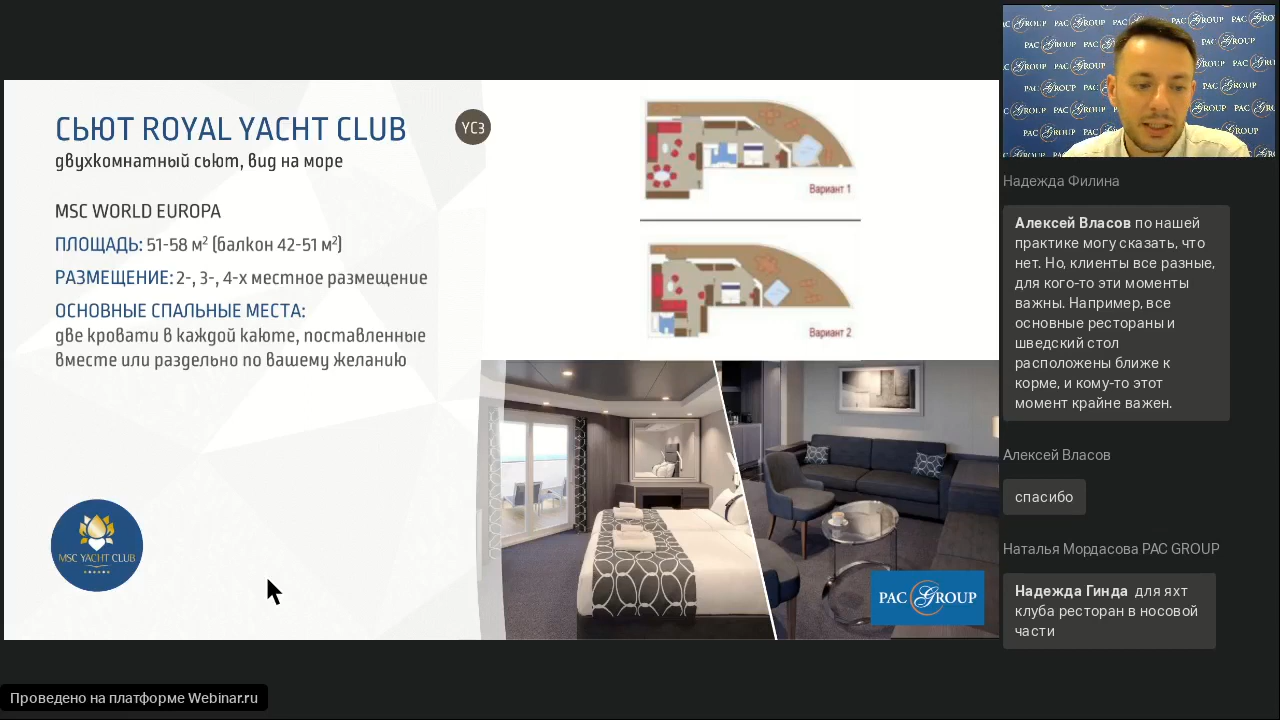 СЬЮТ ROYAL YACHT CLUB
YC3
двухкомнатный сьют, вид на море
MSC WORLD EUROPA
ПЛОЩАДЬ: 51-58 м² (балкон 42-51 м²)
РАЗМЕЩЕНИЕ: 2-, 3-, 4-х местное размещение
ОСНОВНЫЕ СПАЛЬНЫЕ МЕСТА:
две кровати в каждой каюте, поставленные
вместе или раздельно по вашему желанию
MSC YACHT CLUB
Вариант 1
Вариант 2
PAC GROUP
PAC GROUP
Надежда Филина
Алексей Власов по нашей
практике могу сказать, что
нет. Но, клиенты все разные,
для кого-то эти моменты
важны. Например, все
основные рестораны и
шведский стол
расположены ближе к
корме, и кому-то этот
момент крайне важен.
Алексей Власов
спасибо
Наталья Мордасова PAC GROUP
Надежда Гинда для яхт
клуба ресторан в носовой
части
Проведено на платформе Webinar.ru